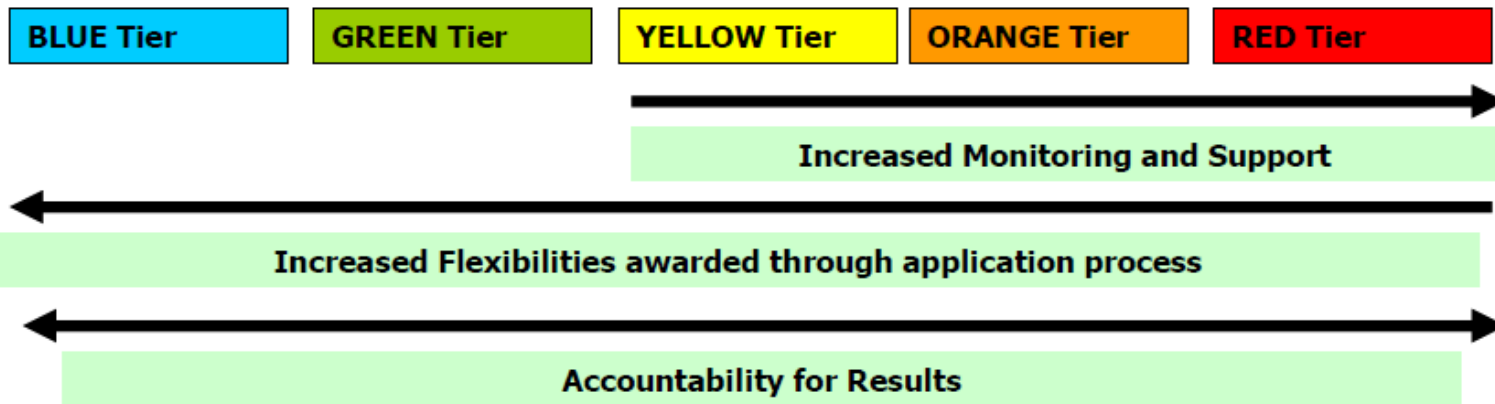 BLUE Tier
GREEN Tier
YELLOW Tier
ORANGE Tier
RED Tier
Increased Monitoring and Support
Increased Flexibilities awarded through application process
Accountability for Results